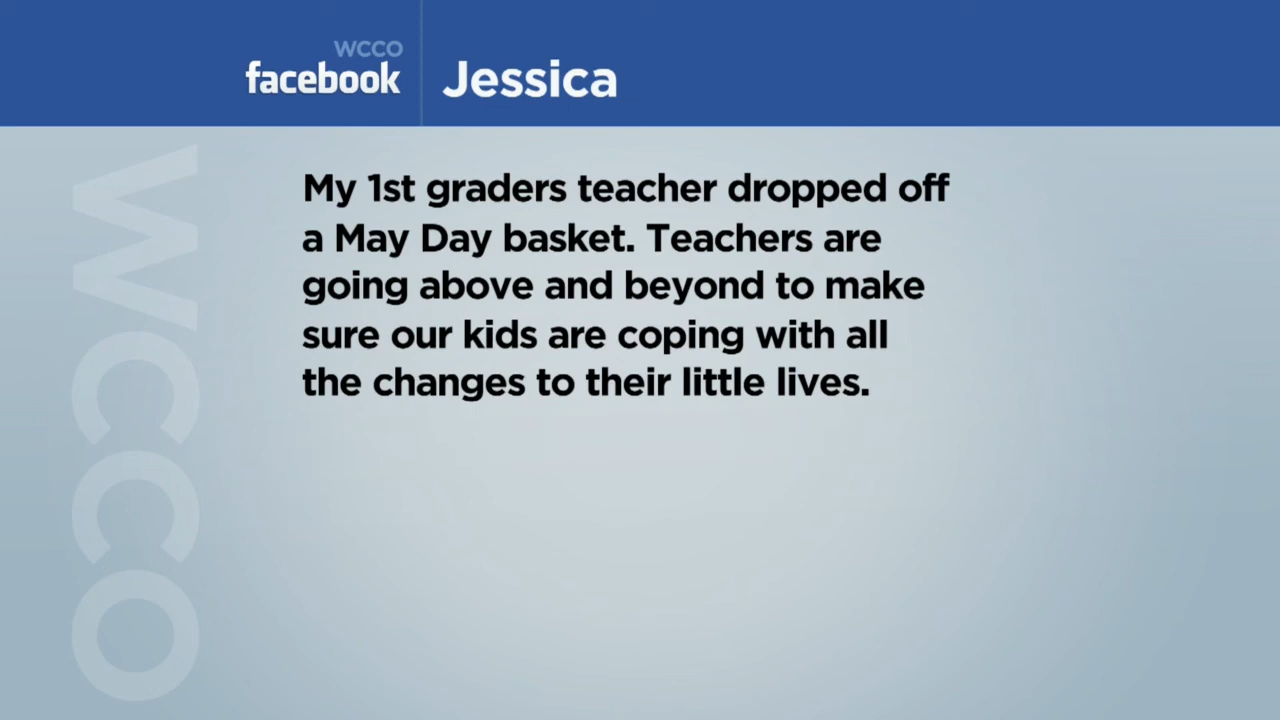 WCCO
facebook
Jessica
My 1st graders teacher dropped off
a May Day basket. Teachers are
going above and beyond to make
sure our kids are coping with all
the changes to their little lives.
WCCO